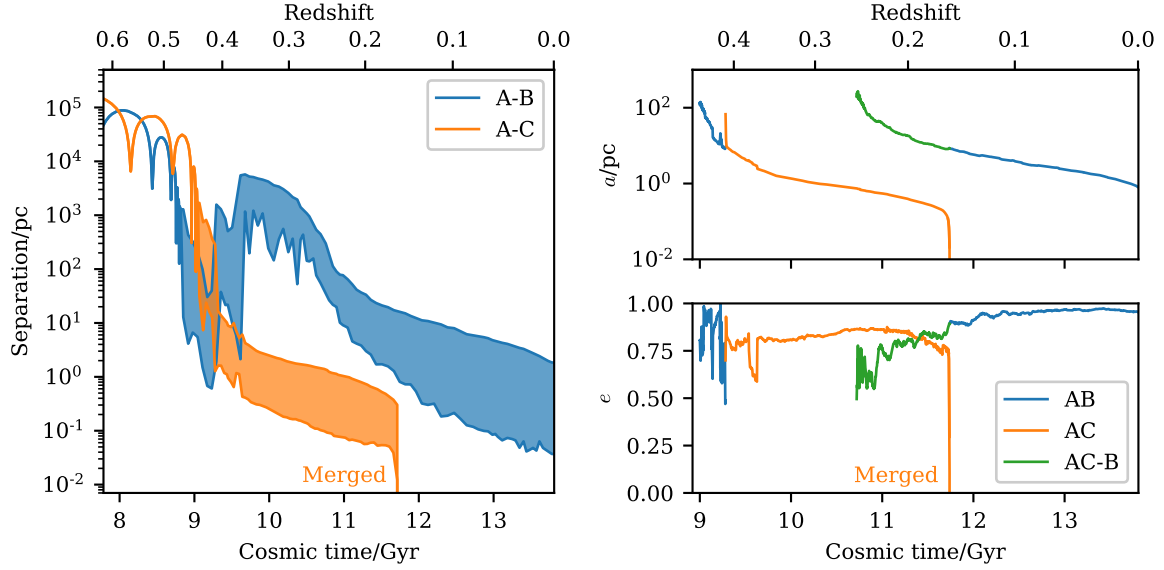 Redshift
0.6 0.5 0.4 0.3 0.2 0.1 0.0
A-B
A-C
10^5
10^4
10^3
10^2
10^1
10^0
10^-1
10^-2
Separation/pc
Merged
8 9 10 11 12 13
Cosmic time/Gyr
Redshift
0.4 0.3 0.2 0.1 0.0
10^2
10^0
10^-2
a/pc
1.00
0.75
0.50
0.25
0.00
e
AB
AC
AC-B
Merged
9 10 11 12 13
Cosmic time/Gyr